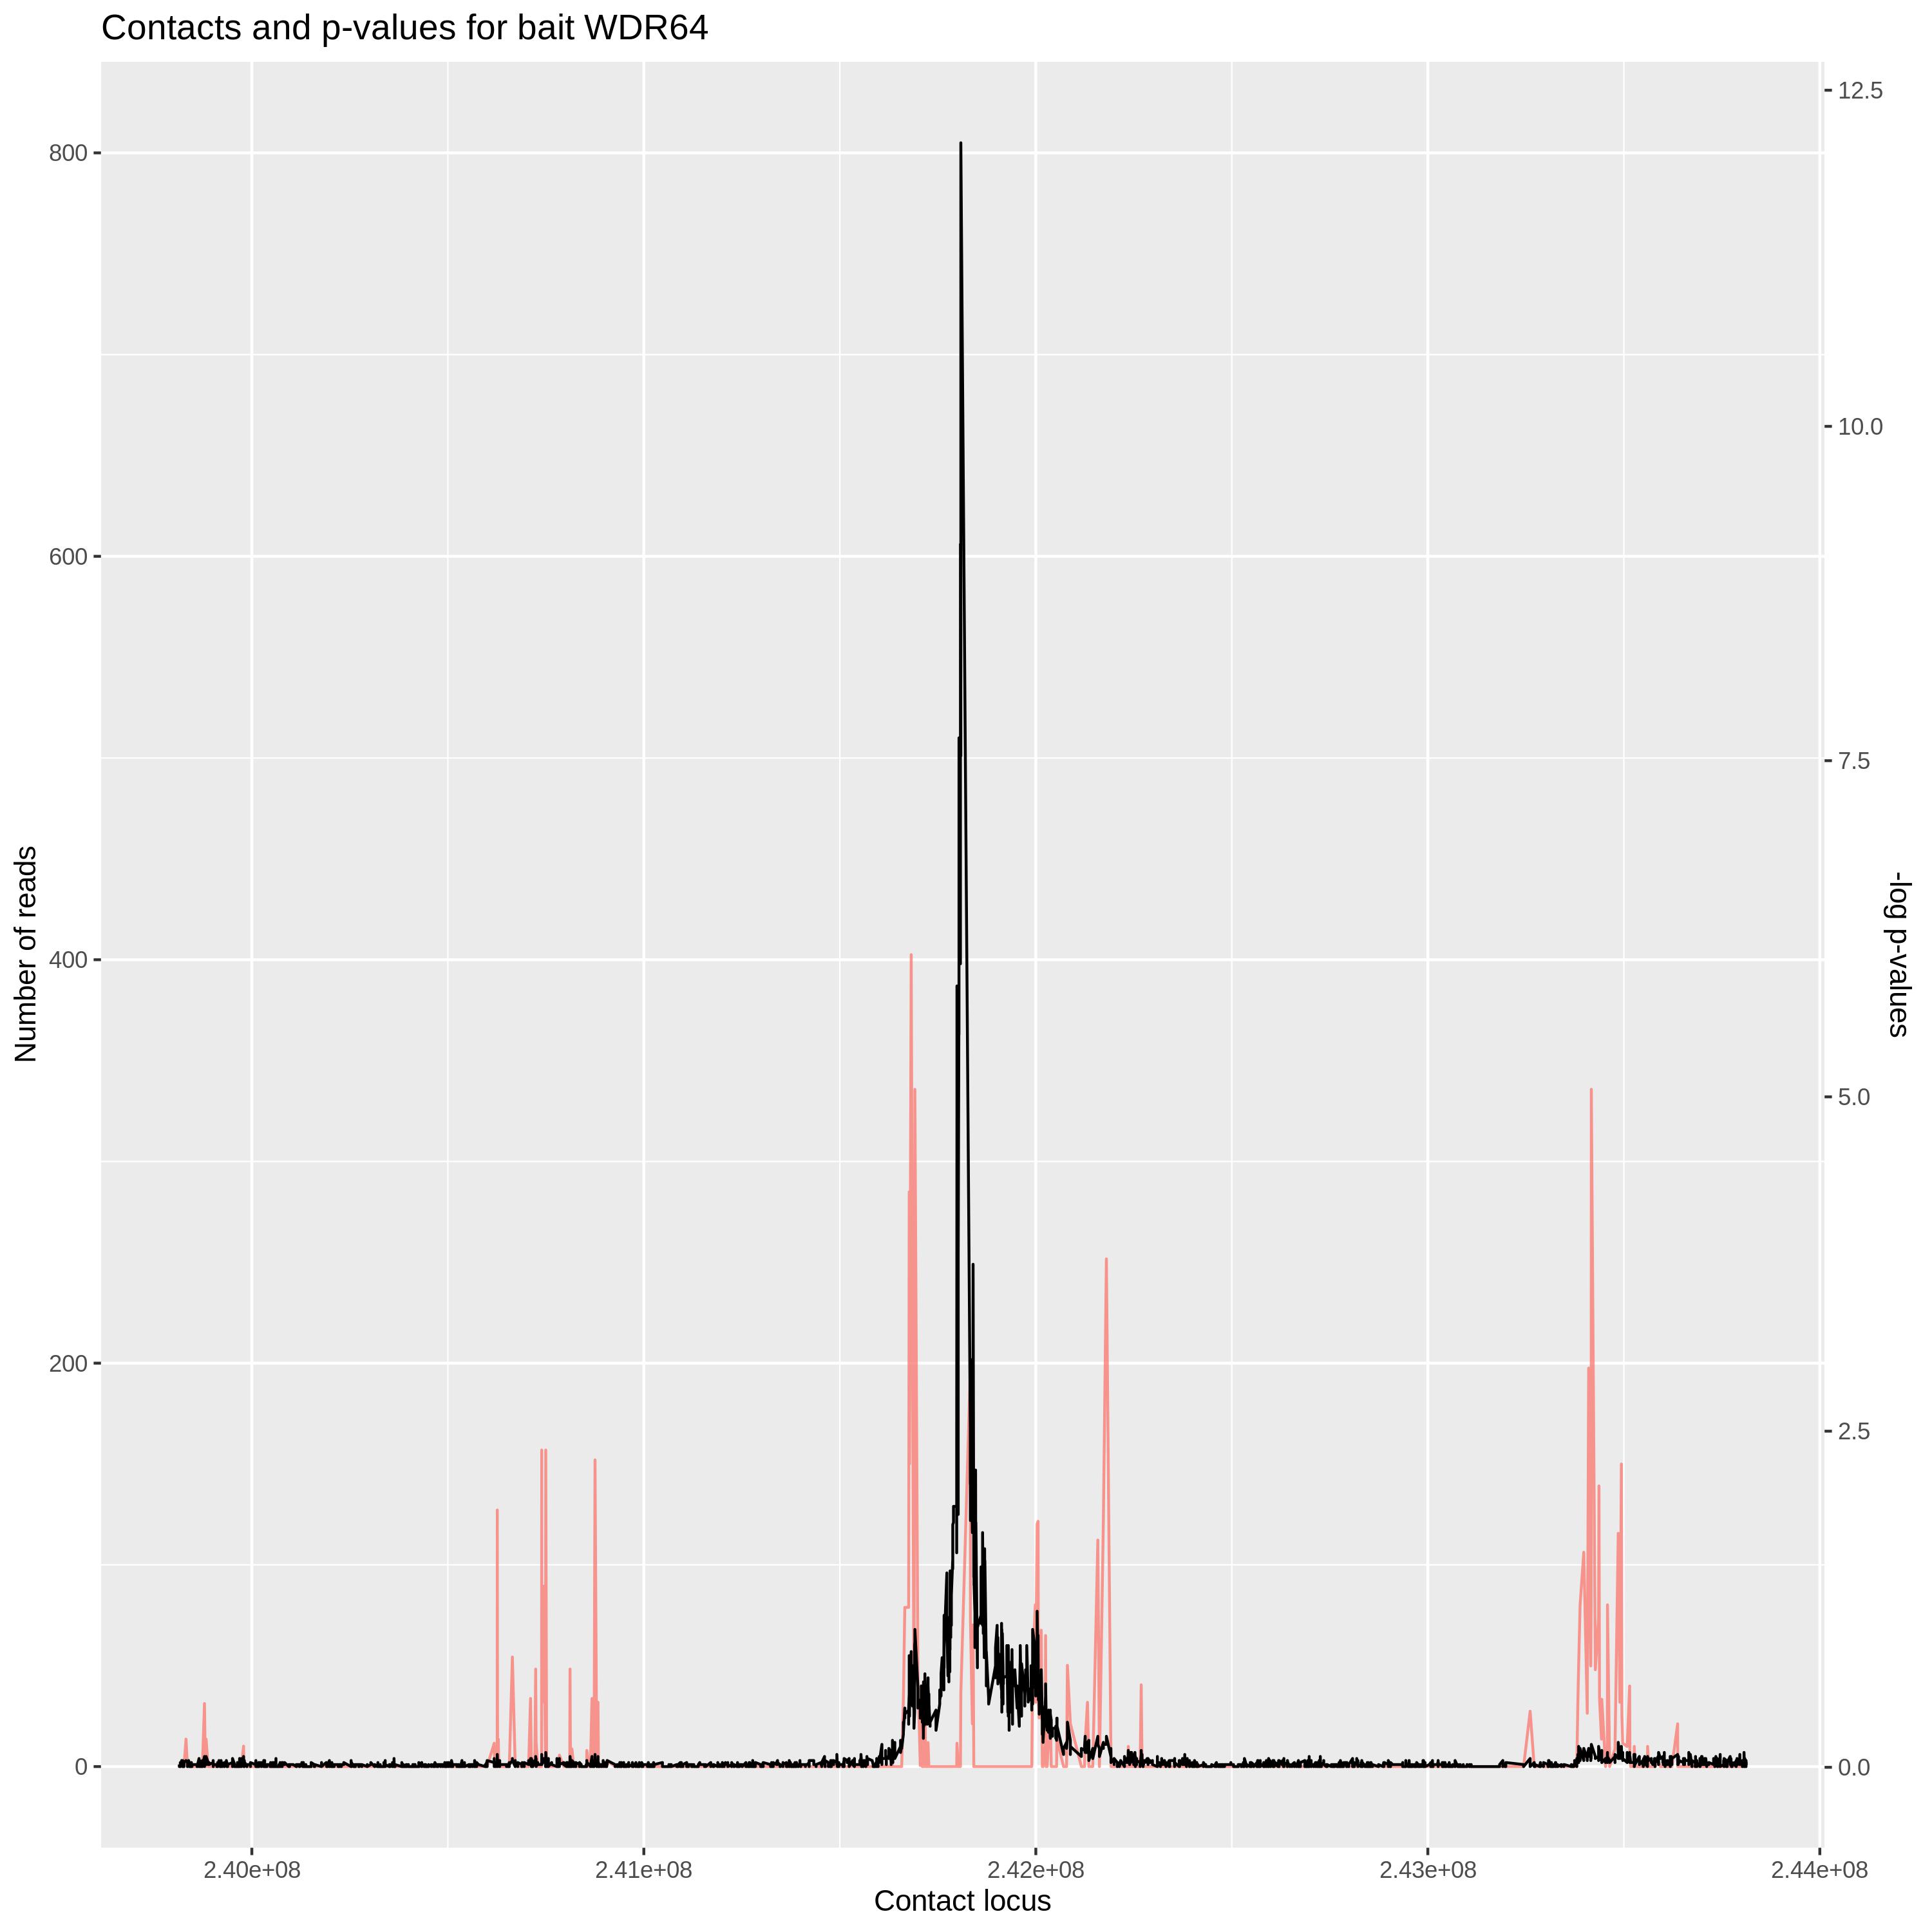 Contacts and p-values for bait WDR64
12.5
800
10.0
600
7.5
Number of reads
-log p-values
400
5.0
200
2.5
0
0.0
2.40e+08
2.41e+08
2.42e+08
2.43e+08
2.44e+08
Contact locus